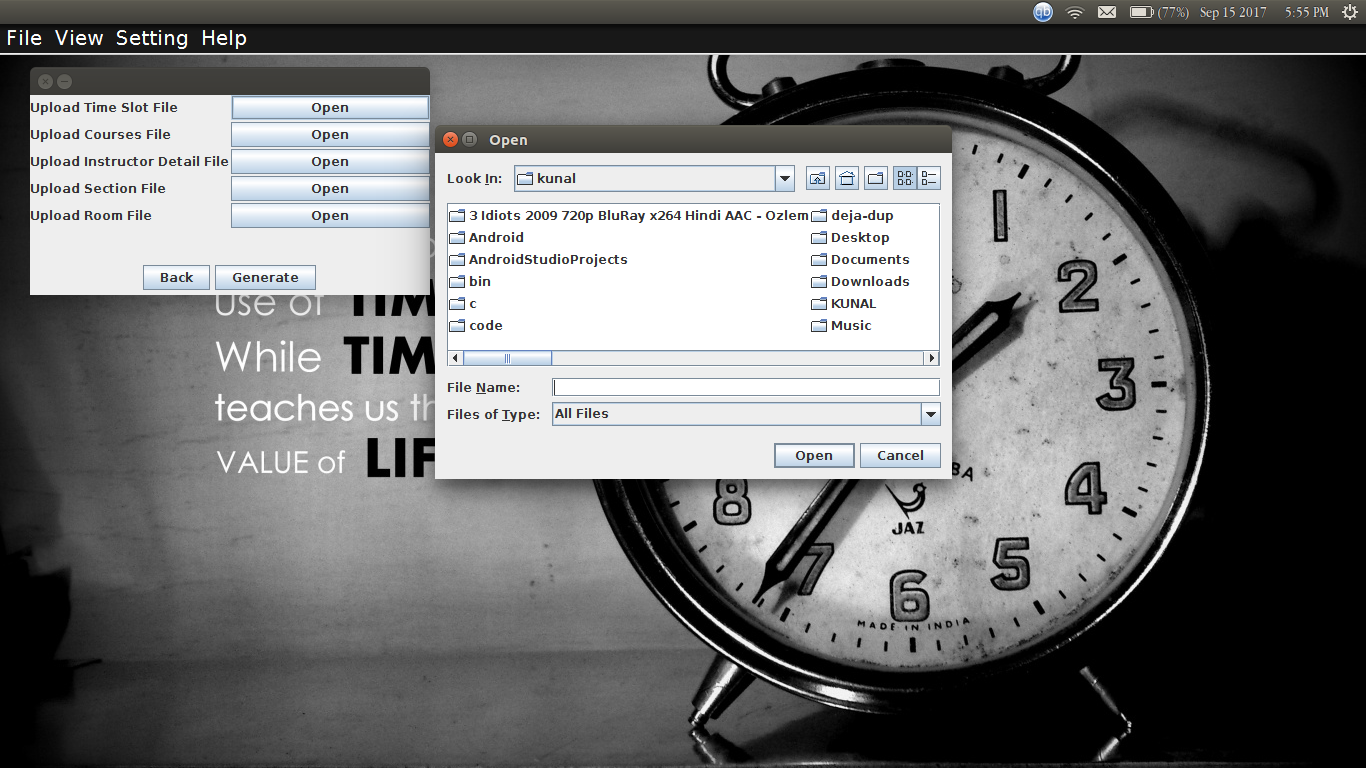 (77%) Sep 15 2017 5:55 PM
File View Setting Help
Upload Time Slot File Open
Upload Courses File Open
Upload Instructor Detail File Open
Upload Section File Open
Upload Room File Open
Back Generate
Open
Look In: kunal
3 Idiots 2009 720p BluRay x264 Hindi AAC - Ozlem
Android
AndroidStudioProjects
bin
c
code
deja-dup
Desktop
Documents
Downloads
KUNAL
Music
File Name:
Files of Type: All Files
Open Cancel
use of TIM
While TIM
teaches us th
VALUE of LIF
1
2
3
4
5
6
7
8
JAZ
MADE IN INDIA